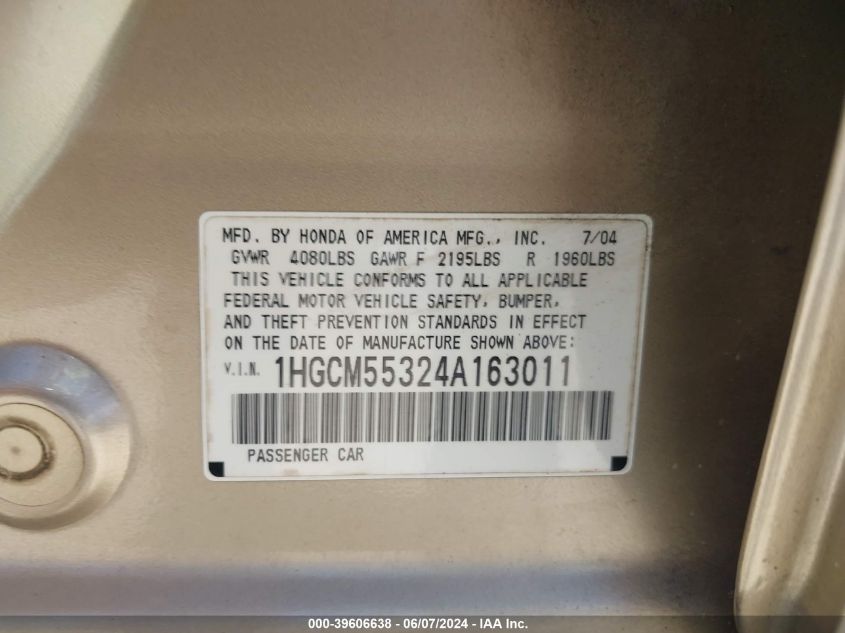 MFD. BY HONDA OF AMERICA MFG., INC. 7/04
GVWR 4080LBS GAWR F 2195LBS R 1960LBS
THIS VEHICLE CONFORMS TO ALL APPLICABLE
FEDERAL MOTOR VEHICLE SAFETY, BUMPER,
AND THEFT PREVENTION STANDARDS IN EFFECT
ON THE DATE OF MANUFACTURE SHOWN ABOVE:
V.I.N. 1HGCM55324A163011
PASSENGER CAR
000-39606638 - 06/07/2024 - IAA Inc.